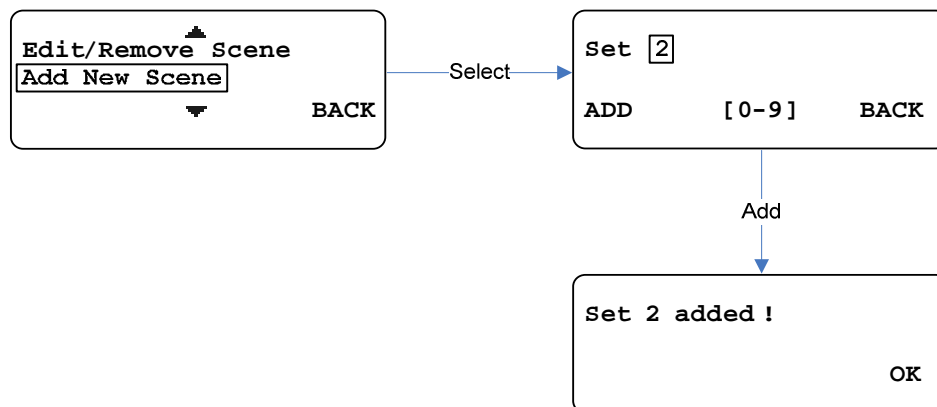 Edit/Remove Scene
Add New Scene
BACK
Select
Set 2
ADD [0-9] BACK
Add
Set 2 added !
OK